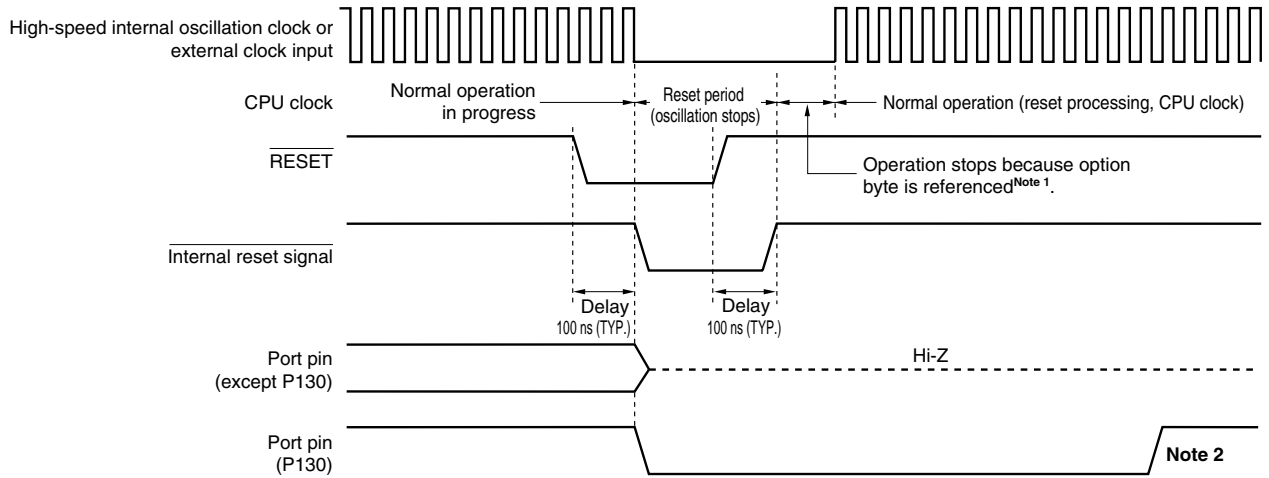 High-speed internal oscillation clock or
external clock input
CPU clock
Normal operation
in progress
Reset period
(oscillation stops)
Normal operation (reset processing, CPU clock)
RESET
Operation stops because option
byte is referencedNote 1.
Internal reset signal
Delay
100 ns (TYP.)
Delay
100 ns (TYP.)
Port pin
(except P130)
Hi-Z
Port pin
(P130)
Note 2